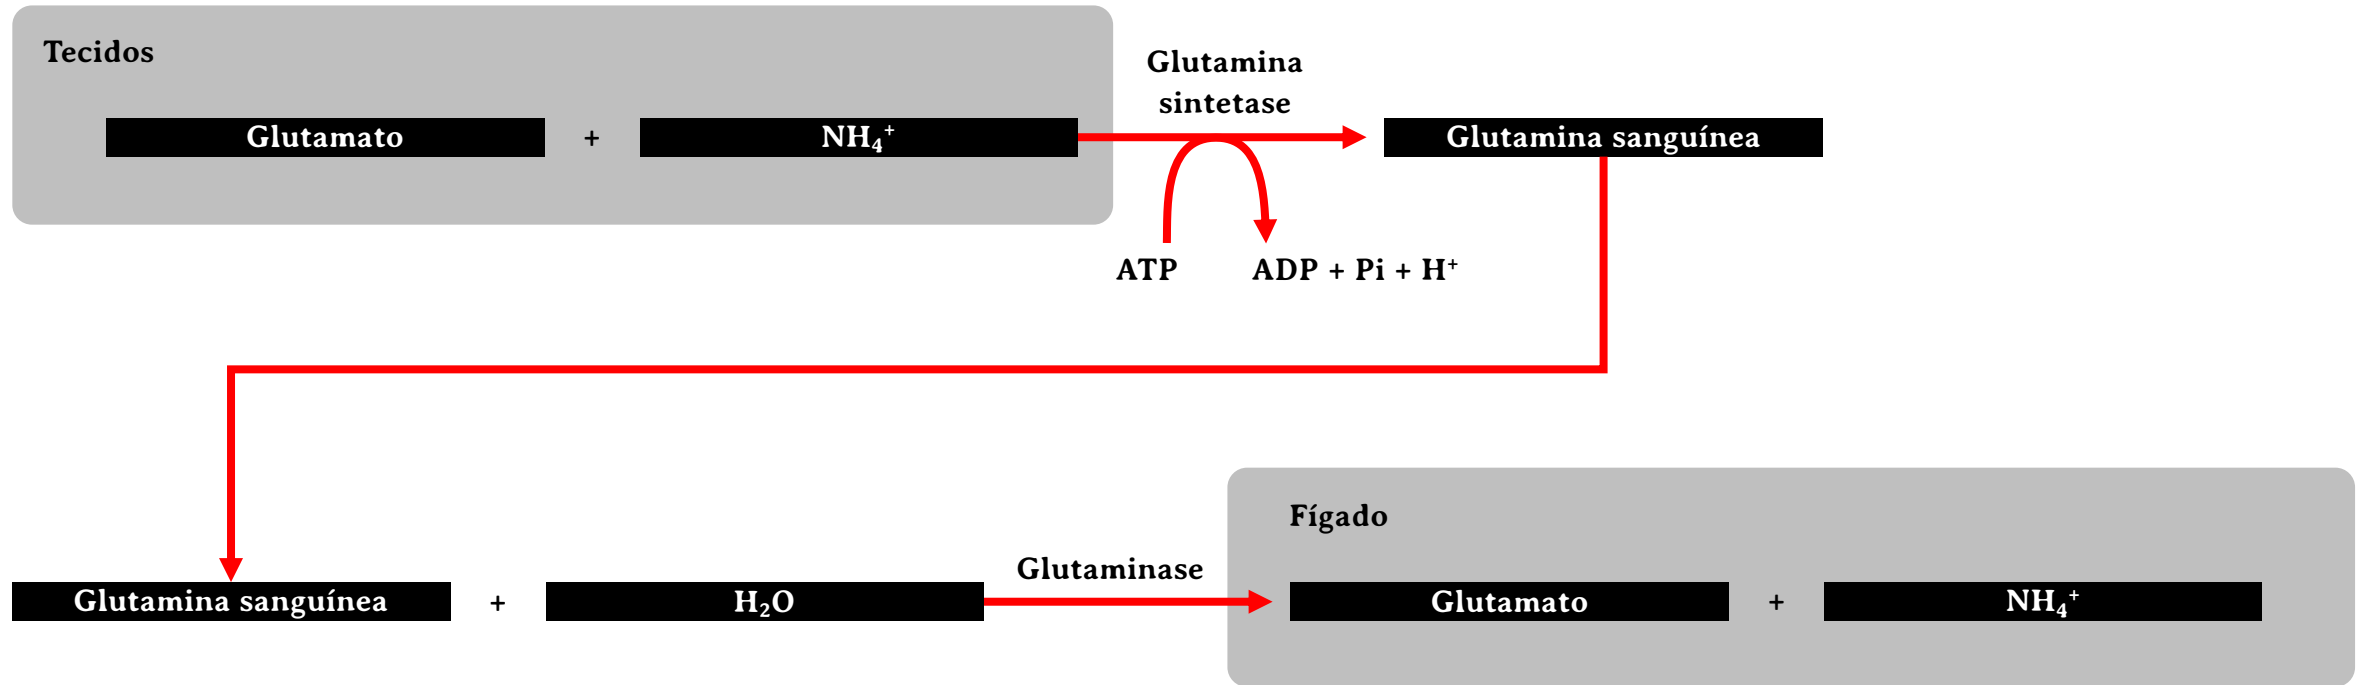 Tecidos
Glutamina
sintetase
Glutamato + NH₄⁺ Glutamina sanguínea
ATP ADP + Pi + H⁺
Fígado
Glutaminase
Glutamina sanguínea + H₂O Glutamato + NH₄⁺